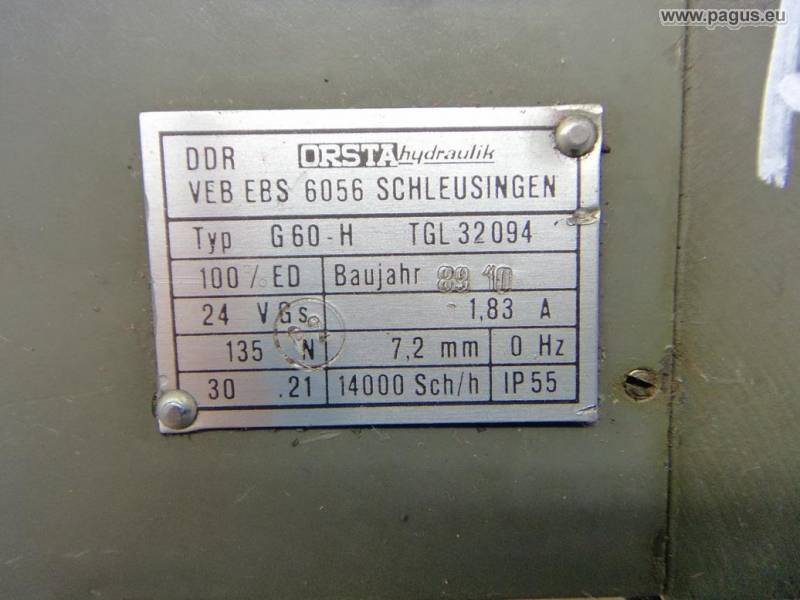 www.pagus.eu
DDR ORSTA hydraulik
VEB EBS 6056 SCHLEUSINGEN
Typ G60-H TGL 32094
100% ED Baujahr 89 10
24 V Gs 1,83 A
135 N 7,2 mm 0 Hz
30 .21 14000 Sch/h IP55